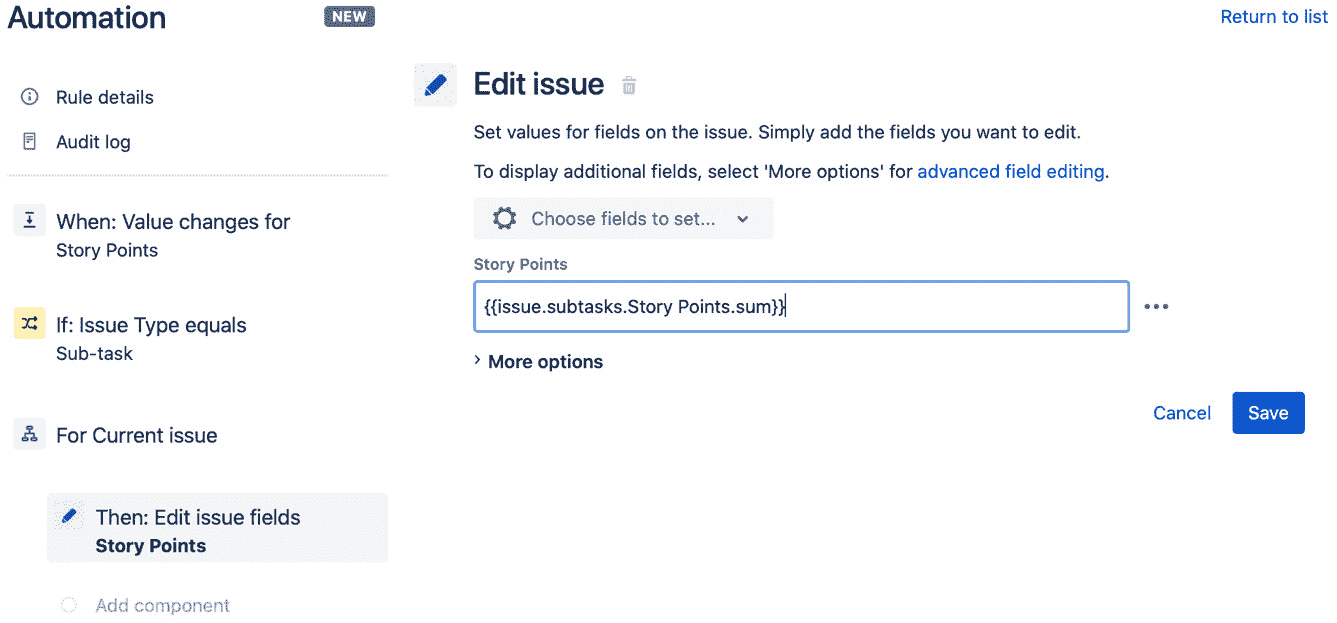 Automation
NEW
Return to list
Rule details
Audit log
When: Value changes for
Story Points
If: Issue Type equals
Sub-task
For Current issue
Then: Edit issue fields
Story Points
Add component
Edit issue
Set values for fields on the issue. Simply add the fields you want to edit.
To display additional fields, select 'More options' for advanced field editing.
Choose fields to set...
Story Points
{{issue.subtasks.Story Points.sum}}
More options
Cancel
Save